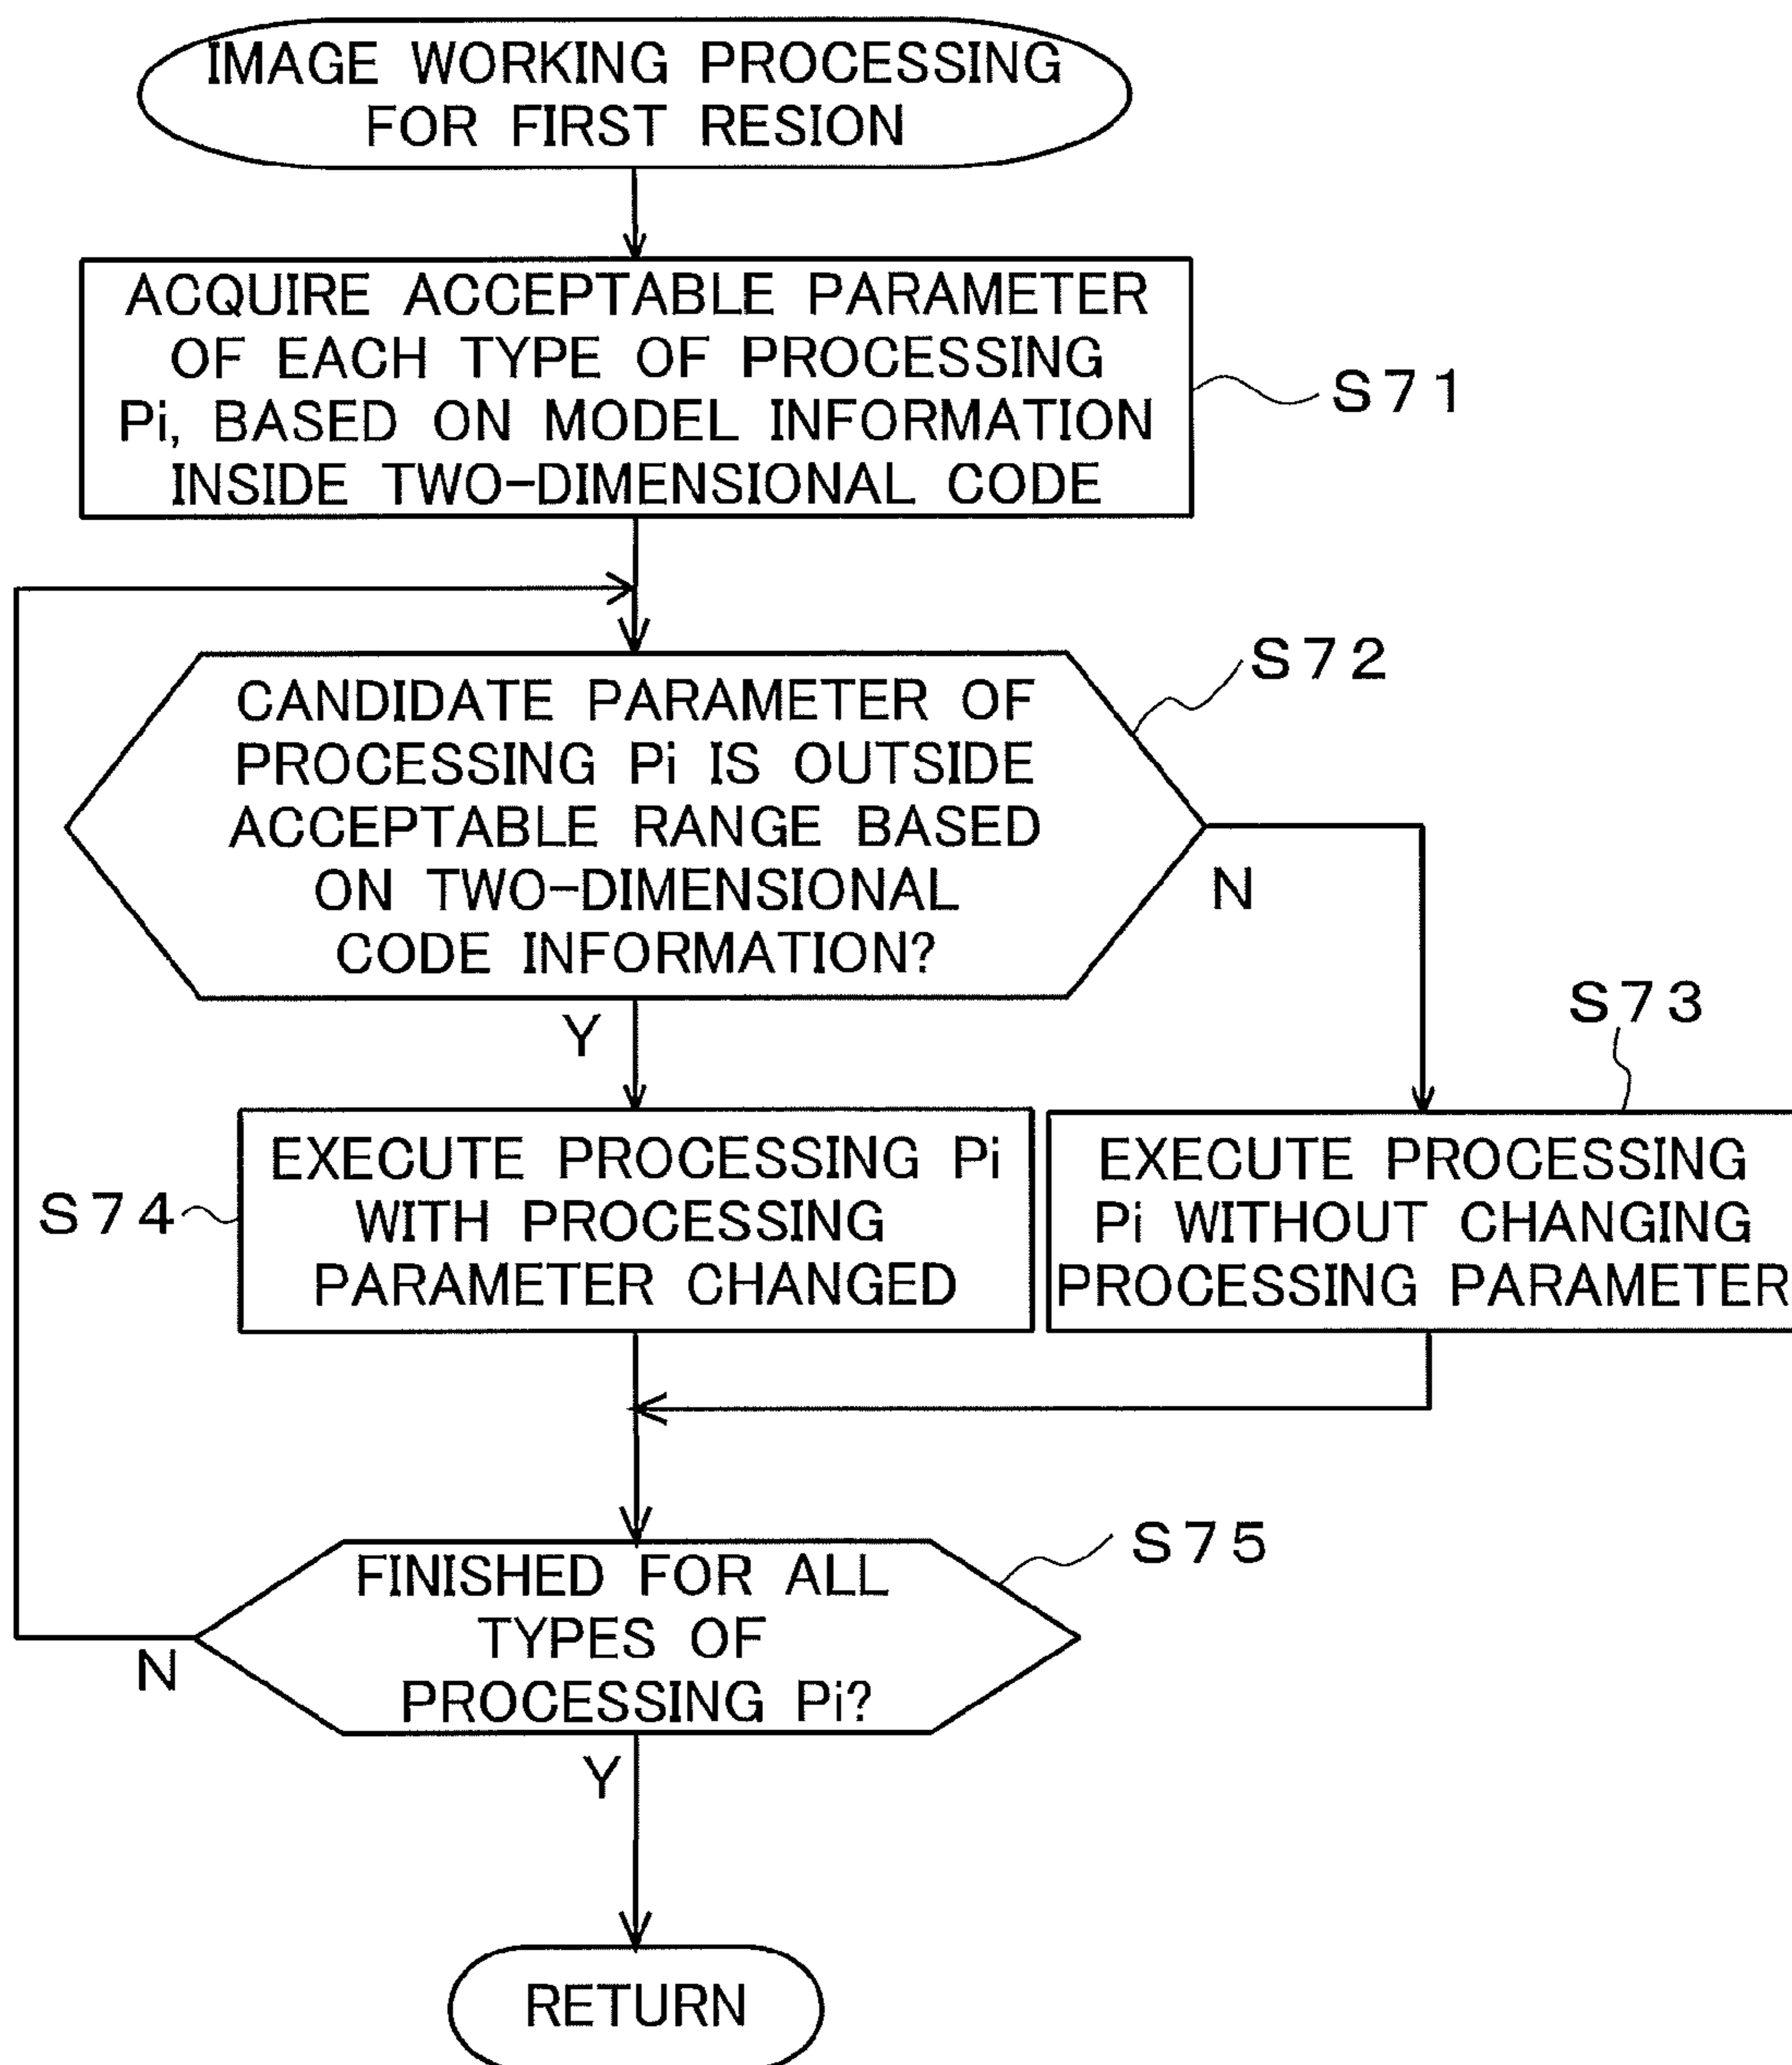 IMAGE WORKING PROCESSING
FOR FIRST RESION
ACQUIRE ACCEPTABLE PARAMETER
OF EACH TYPE OF PROCESSING
Pi, BASED ON MODEL INFORMATION
INSIDE TWO-DIMENSIONAL CODE
S71
CANDIDATE PARAMETER OF
PROCESSING Pi IS OUTSIDE
ACCEPTABLE RANGE BASED
ON TWO-DIMENSIONAL
CODE INFORMATION?
S72
N
Y
S73
EXECUTE PROCESSING Pi
WITH PROCESSING
PARAMETER CHANGED
S74
EXECUTE PROCESSING
Pi WITHOUT CHANGING
PROCESSING PARAMETER
FINISHED FOR ALL
TYPES OF
PROCESSING Pi?
S75
N
Y
RETURN